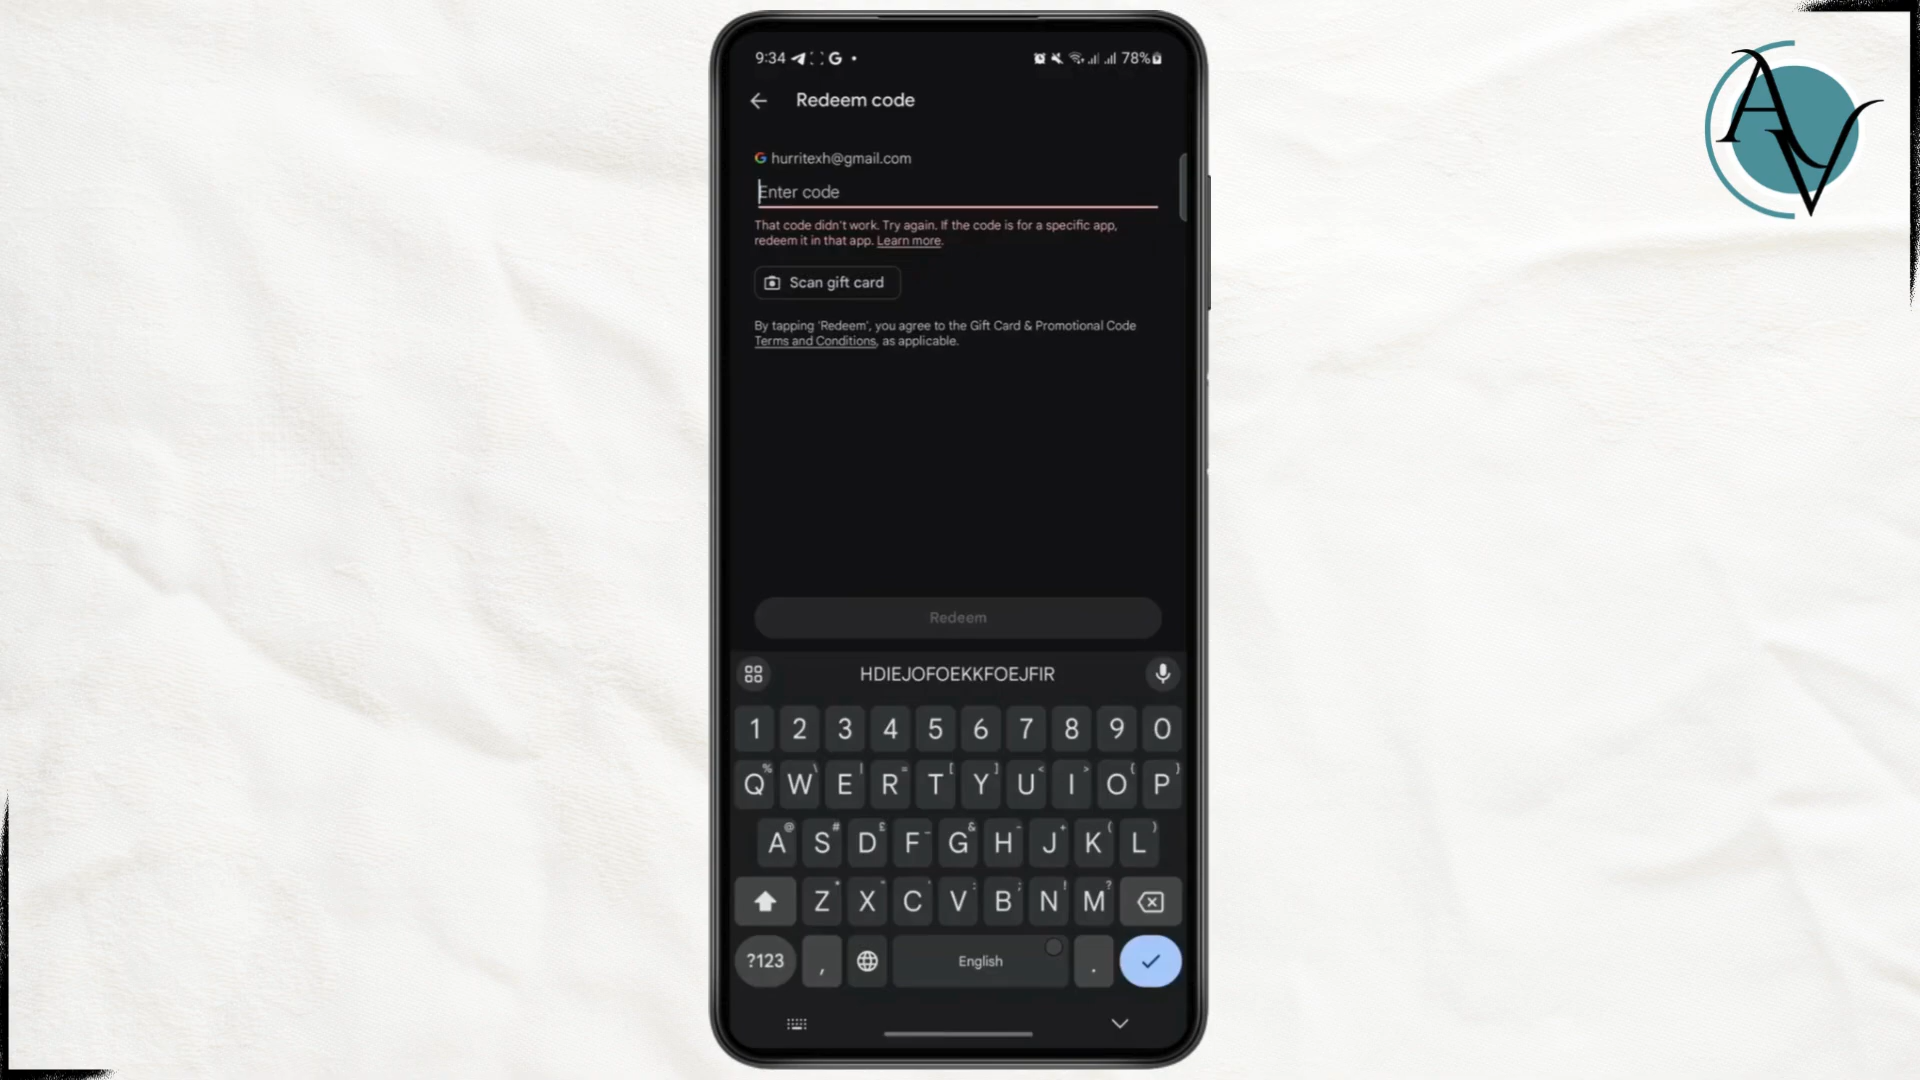 9:34 G 78%
Redeem code
G hurritexh@gmail.com
Enter code
That code didn't work. Try again. If the code is for a specific app,
redeem it in that app. Learn more.
Scan gift card
By tapping 'Redeem', you agree to the Gift Card & Promotional Code
Terms and Conditions, as applicable.
Redeem
HDIEJOFOEKKFOEJFIR
1 2 3 4 5 6 7 8 9 0
Q W E R T Y U I O P
A S D F G H J K L
Z X C V B N M
?123 , English .
AV